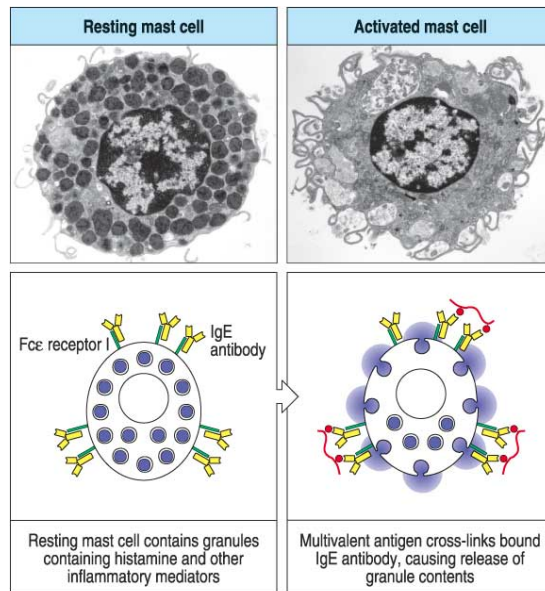 Resting mast cell
Activated mast cell
Fcε receptor I
IgE
antibody
Resting mast cell contains granules
containing histamine and other
inflammatory mediators
Multivalent antigen cross-links bound
IgE antibody, causing release of
granule contents